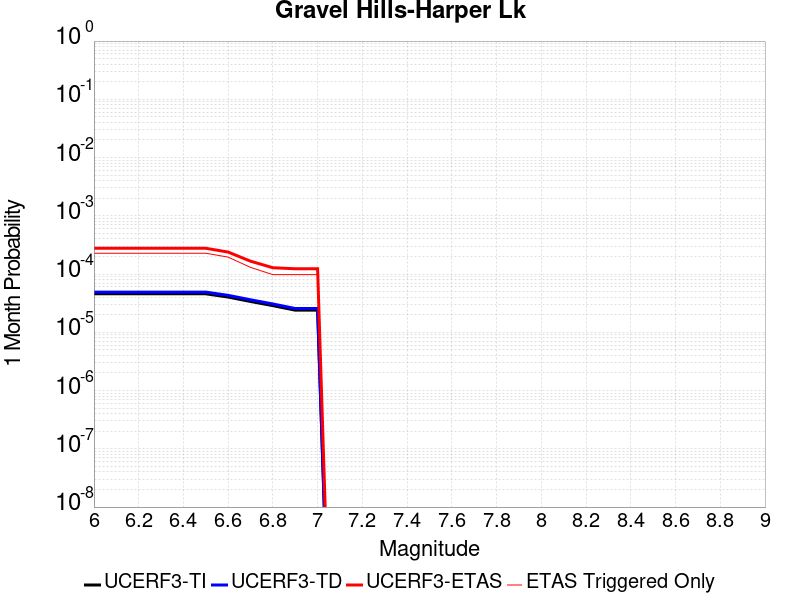 Gravel Hills-Harper Lk
1 Month Probability
10^0
10^-1
10^-2
10^-3
10^-4
10^-5
10^-6
10^-7
10^-8
6 6.2 6.4 6.6 6.8 7 7.2 7.4 7.6 7.8 8 8.2 8.4 8.6 8.8 9
Magnitude
UCERF3-TI UCERF3-TD UCERF3-ETAS ETAS Triggered Only